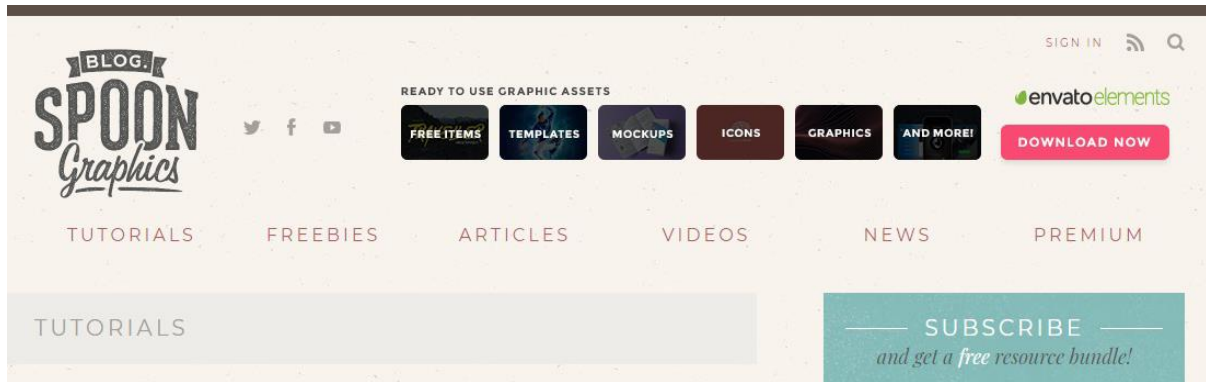 SIGN IN
BLOG.
SPOON
Graphics
READY TO USE GRAPHIC ASSETS
FREE ITEMS
TEMPLATES
MOCKUPS
ICONS
GRAPHICS
AND MORE!
envatoelements
DOWNLOAD NOW
TUTORIALS FREEBIES ARTICLES VIDEOS NEWS PREMIUM
TUTORIALS
SUBSCRIBE
and get a free resource bundle!